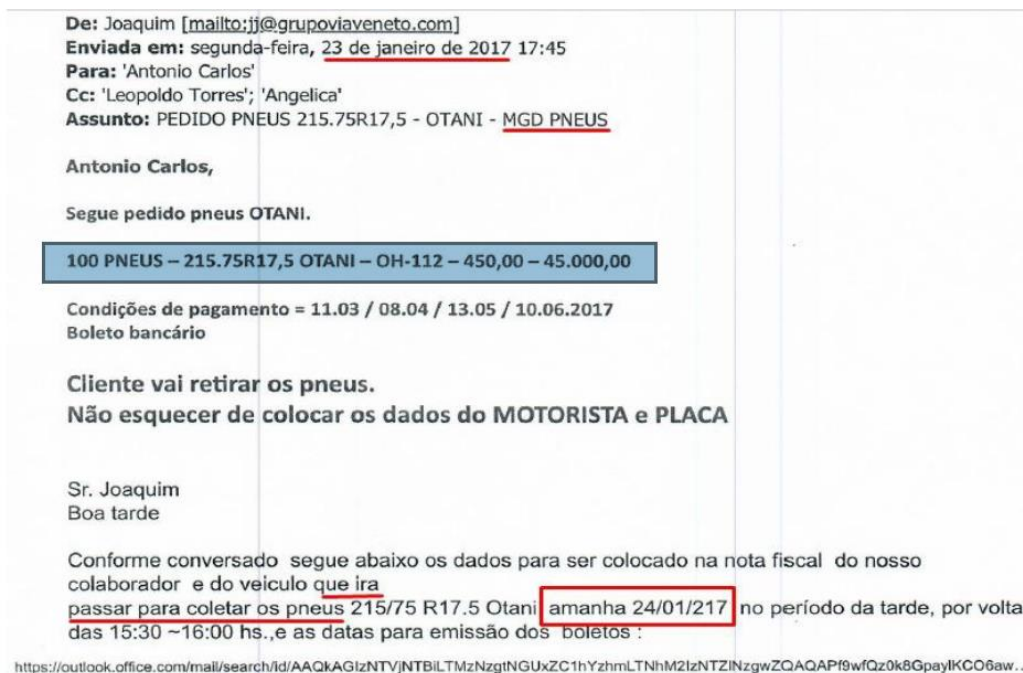 De: Joaquim [mailto:jj@grupoviaveneto.com]
Enviada em: segunda-feira, 23 de janeiro de 2017 17:45
Para: 'Antonio Carlos'
Cc: 'Leopoldo Torres'; 'Angelica'
Assunto: PEDIDO PNEUS 215.75R17,5 - OTANI - MGD PNEUS
Antonio Carlos,
Segue pedido pneus OTANI.
100 PNEUS – 215.75R17,5 OTANI – OH-112 – 450,00 – 45.000,00
Condições de pagamento = 11.03 / 08.04 / 13.05 / 10.06.2017
Boleto bancário
Cliente vai retirar os pneus.
Não esquecer de colocar os dados do MOTORISTA e PLACA
Sr. Joaquim
Boa tarde
Conforme conversado segue abaixo os dados para ser colocado na nota fiscal do nosso
colaborador e do veiculo que ira
passar para coletar os pneus 215/75 R17.5 Otani amanha 24/01/217 no período da tarde, por volta
das 15:30 ~16:00 hs.,e as datas para emissão dos boletos :